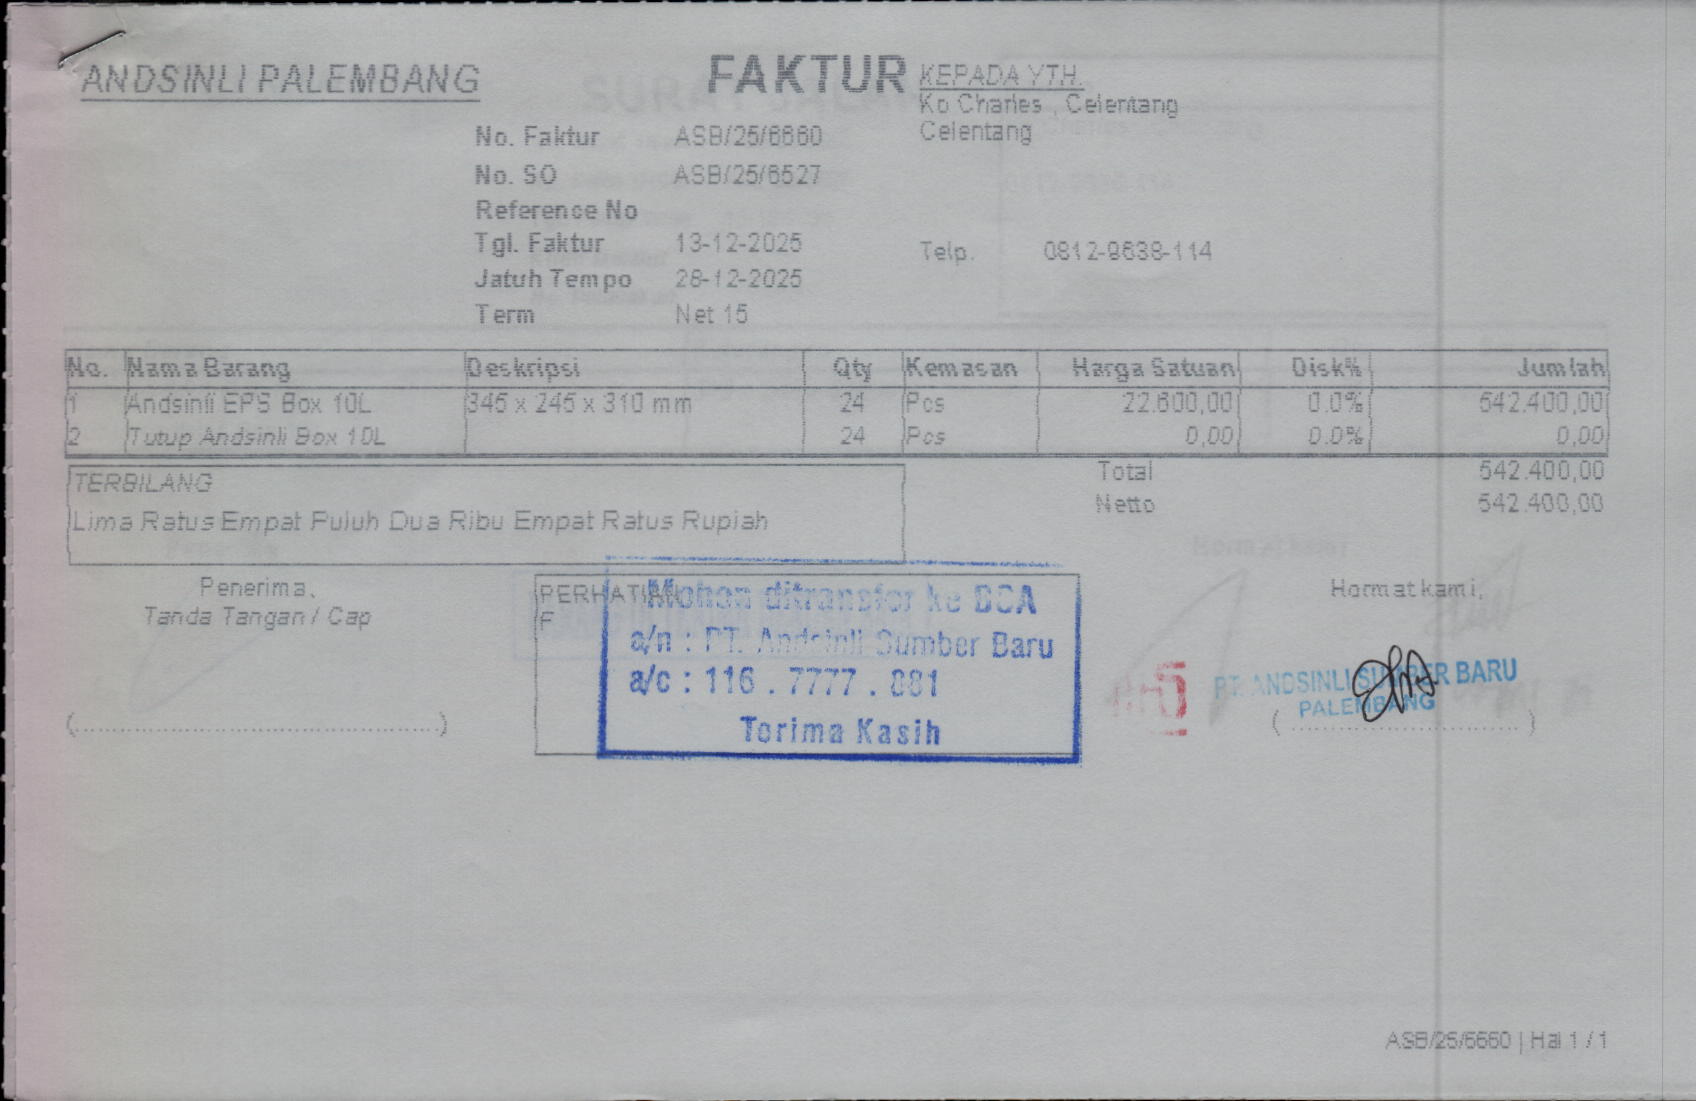 ANDSINLI PALEMBANG
FAKTUR
KEPADA YTH.
Ko Charles , Celentang
Celentang
No. Faktur ASB/25/6660
No. SO ASB/25/6527
Reference No
Tgl. Faktur 13-12-2025
Telp. 0812-9638-114
Jatuh Tempo 28-12-2025
Term Net 15
No. Nama Barang Deskripsi Qty Kemasan Harga Satuan Disk% Jumlah
1 Andsinli EPS Box 10L 345 x 245 x 310 mm 24 Pcs 22.600,00 0.0% 542.400,00
2 Tutup Andsinli Box 10L 24 Pcs 0,00 0.0% 0,00
TERBILANG
Lima Ratus Empat Puluh Dua Ribu Empat Ratus Rupiah
Total 542.400,00
Netto 542.400,00
Penerima,
Tanda Tangan / Cap
(................................................)
PERHATIAN
F
Mohon ditransfer ke BCA
a/n : PT. Andsinli Sumber Baru
a/c : 116 . 7777 . 881
Terima Kasih
Hormat kami,
PT. ANDSINLI SUMBER BARU
PALEMBANG
(..............................)
ASB/25/6660 | Hal 1 / 1